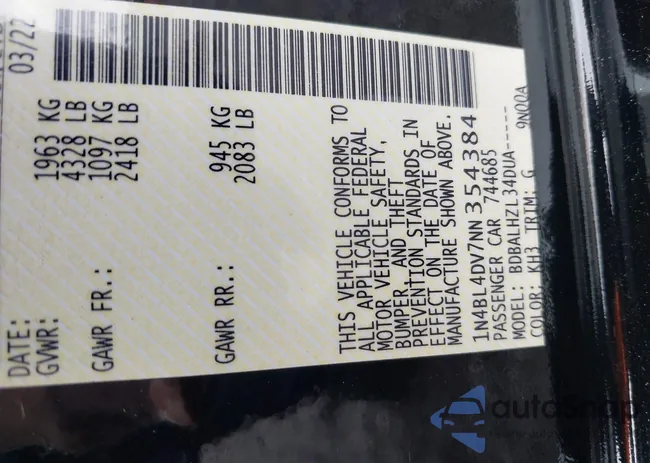 DATE: 03/22
GVWR: 1963 KG
4328 LB
GAWR FR.: 1097 KG
2418 LB
GAWR RR.: 945 KG
2083 LB
THIS VEHICLE CONFORMS TO
ALL APPLICABLE FEDERAL
MOTOR VEHICLE SAFETY,
BUMPER, AND THEFT
PREVENTION STANDARDS IN
EFFECT ON THE DATE OF
MANUFACTURE SHOWN ABOVE.
1N4BL4DV7NN354384
PASSENGER CAR 744685
MODEL: BDBALHZL34DUA-----
COLOR: KH3 TRIM: G 9N00A
autoSnap